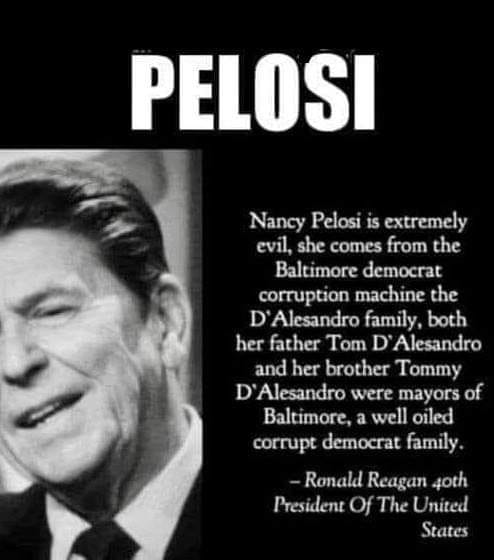 PELOSI
Nancy Pelosi is extremely
evil, she comes from the
Baltimore democrat
corruption machine the
D'Alesandro family, both
her father Tom D'Alesandro
and her brother Tommy
D'Alesandro were mayors of
Baltimore, a well oiled
corrupt democrat family.
– Ronald Reagan 40th
President Of The United
States